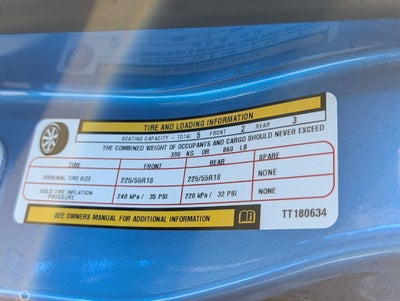 TIRE AND LOADING INFORMATION
SEATING CAPACITY - TOTAL 5 FRONT 2 REAR 3
THE COMBINED WEIGHT OF OCCUPANTS AND CARGO SHOULD NEVER EXCEED
390 KG OR 860 LB
TIRE FRONT REAR SPARE
ORIGINAL TIRE SIZE 225/55R18 225/55R18 NONE
COLD TIRE INFLATION PRESSURE 240 kPa / 35 PSI 220 kPa / 32 PSI NONE
SEE OWNERS MANUAL FOR ADDITIONAL INFORMATION TT180634